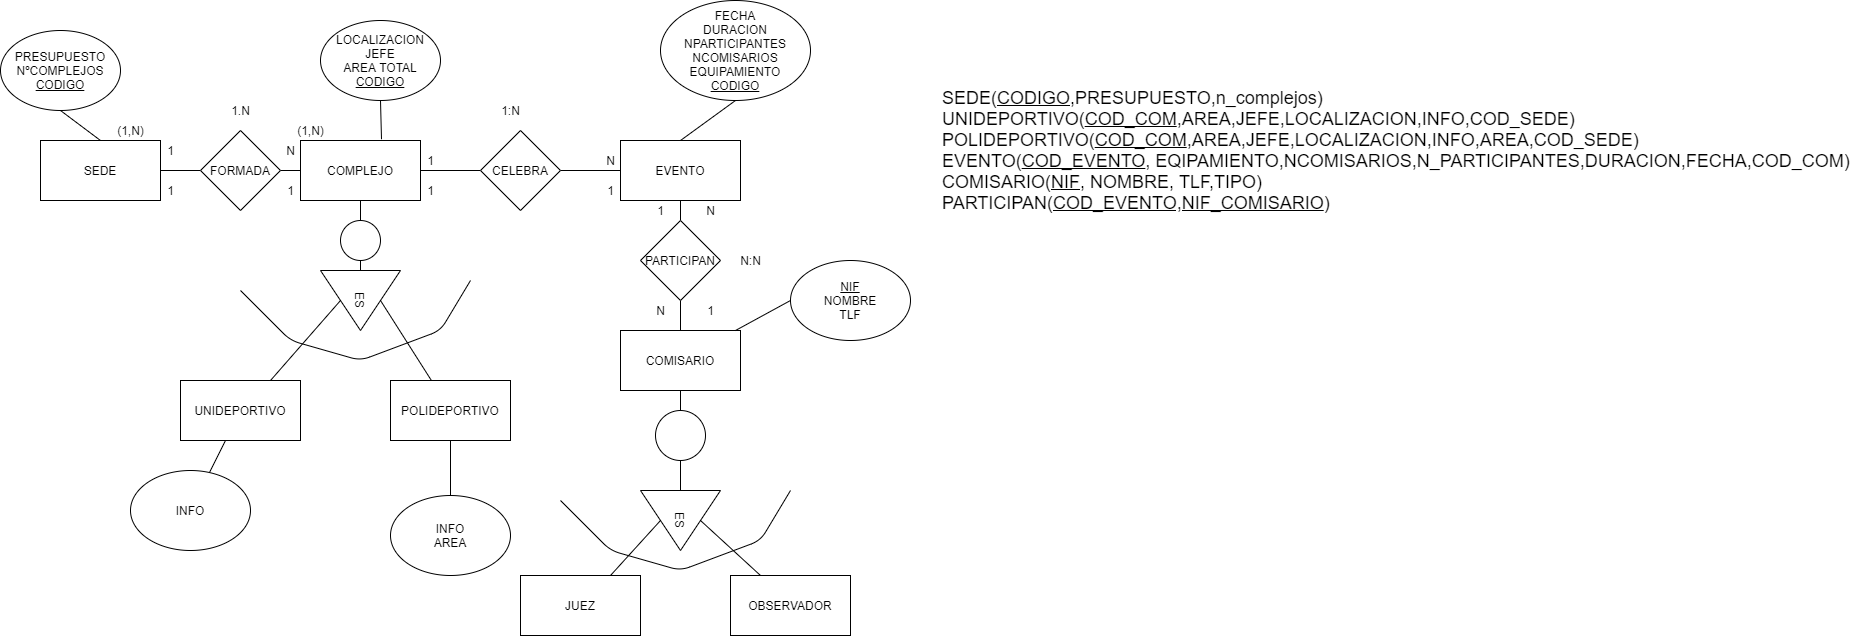 PRESUPUESTO
NºCOMPLEJOS
CODIGO
LOCALIZACION
JEFE
AREA TOTAL
CODIGO
FECHA
DURACION
NPARTICIPANTES
NCOMISARIOS
EQUIPAMIENTO
CODIGO
1.N
1:N
(1,N)
(1,N)
SEDE
1
1
FORMADA
N
1
COMPLEJO
1
1
CELEBRA
N
1
EVENTO
1
N
PARTICIPAN
N:N
N
1
ES
NIF
NOMBRE
TLF
COMISARIO
UNIDEPORTIVO
POLIDEPORTIVO
INFO
INFO
AREA
ES
JUEZ
OBSERVADOR
SEDE(CODIGO,PRESUPUESTO,n_complejos)
UNIDEPORTIVO(COD_COM,AREA,JEFE,LOCALIZACION,INFO,COD_SEDE)
POLIDEPORTIVO(COD_COM,AREA,JEFE,LOCALIZACION,INFO,AREA,COD_SEDE)
EVENTO(COD_EVENTO, EQIPAMIENTO,NCOMISARIOS,N_PARTICIPANTES,DURACION,FECHA,COD_COM)
COMISARIO(NIF, NOMBRE, TLF,TIPO)
PARTICIPAN(COD_EVENTO,NIF_COMISARIO)